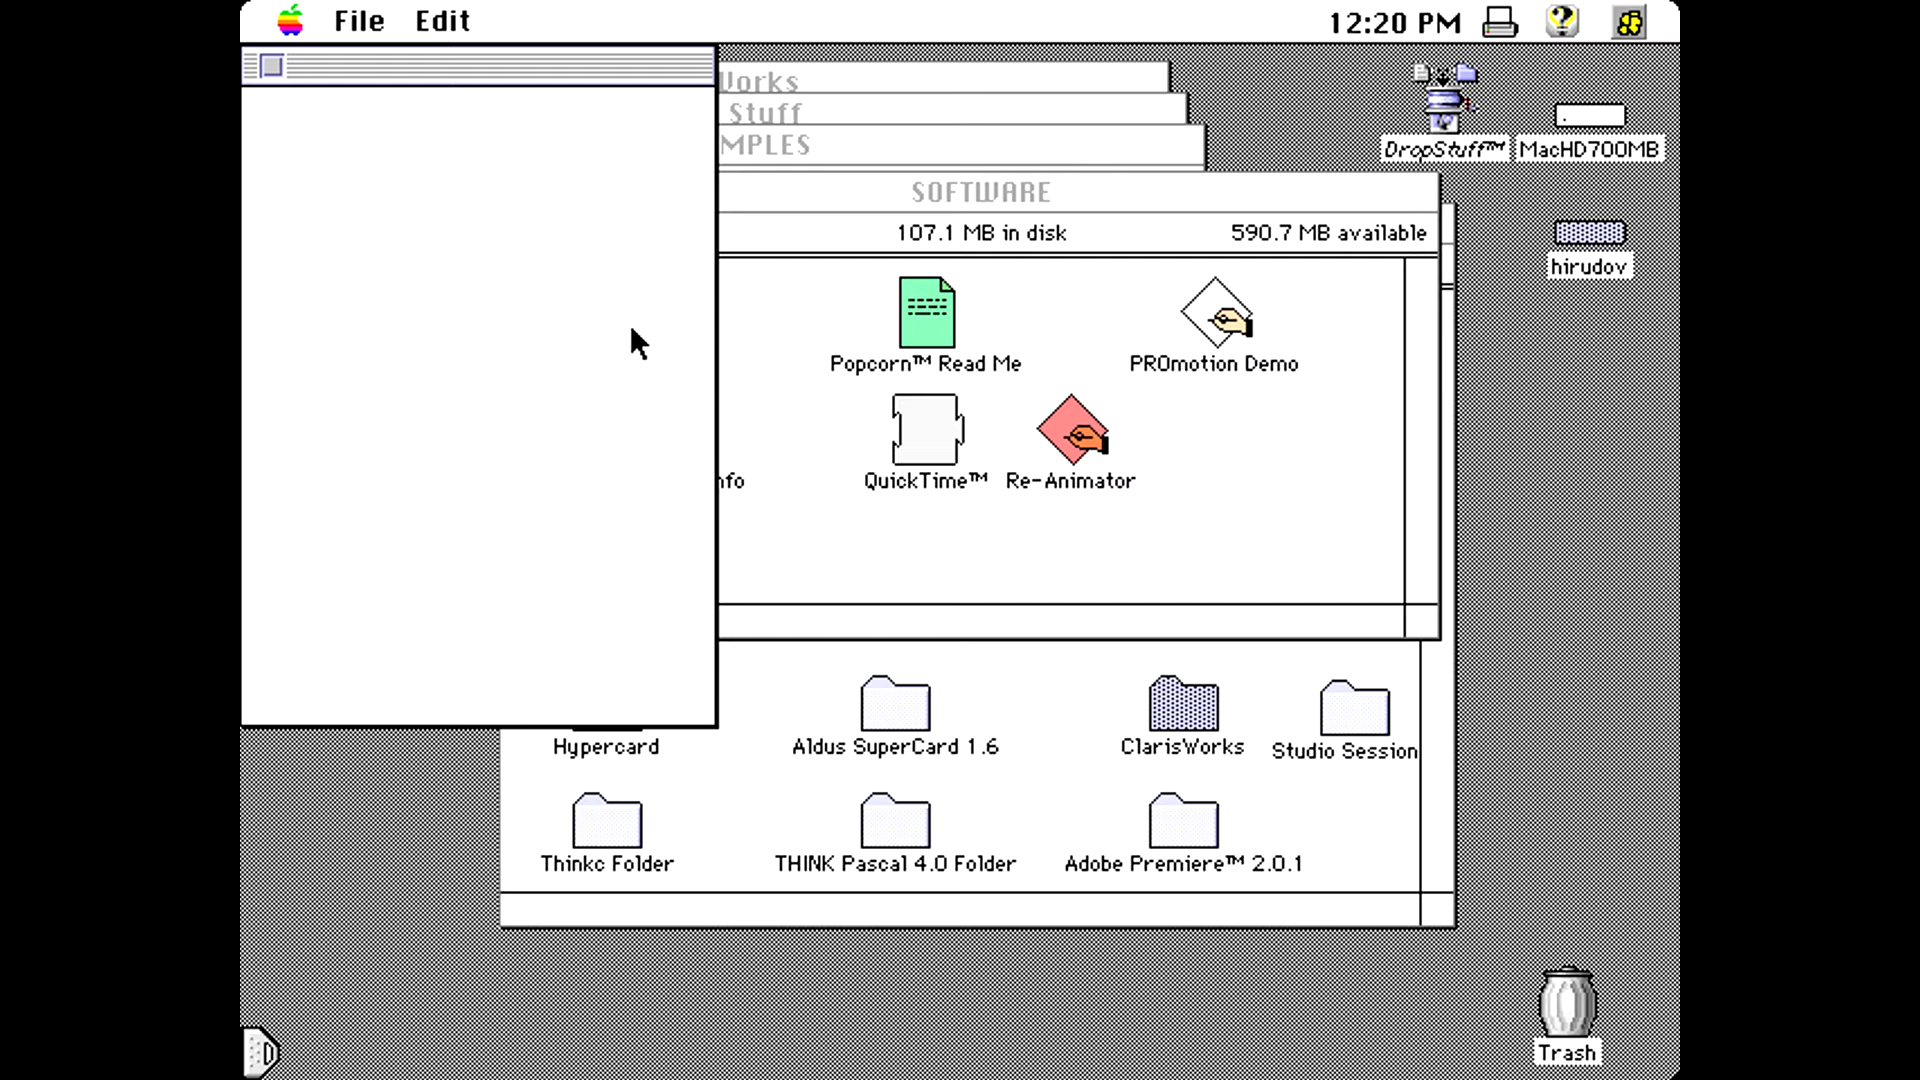 File Edit 12:20 PM
Works
Stuff
MPLES
DropStuff™ MacHD700MB
SOFTWARE
107.1 MB in disk 590.7 MB available
hirudov
Popcorn™ Read Me PROmotion Demo
nfo QuickTime™ Re-Animator
Hypercard Aldus SuperCard 1.6 ClarisWorks Studio Session
Thinkc Folder THINK Pascal 4.0 Folder Adobe Premiere™ 2.0.1
Trash